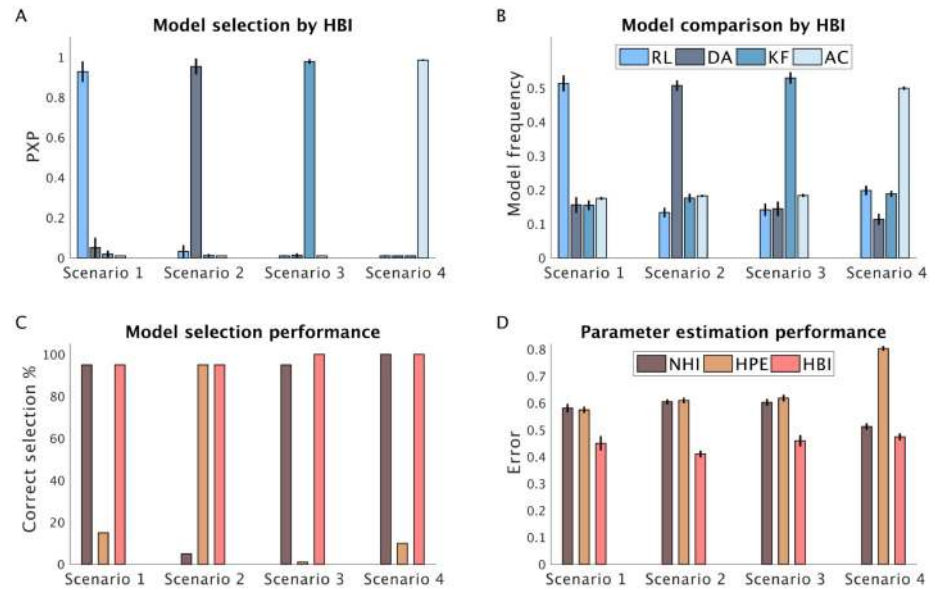 A
Model selection by HBI
PXP
1
0.8
0.6
0.4
0.2
0
Scenario 1 Scenario 2 Scenario 3 Scenario 4
B
Model comparison by HBI
RL DA KF AC
Model frequency
0.5
0.4
0.3
0.2
0.1
0
Scenario 1 Scenario 2 Scenario 3 Scenario 4
C
Model selection performance
Correct selection %
100
80
60
40
20
0
Scenario 1 Scenario 2 Scenario 3 Scenario 4
D
Parameter estimation performance
NHI HPE HBI
Error
0.8
0.7
0.6
0.5
0.4
0.3
0.2
0.1
0
Scenario 1 Scenario 2 Scenario 3 Scenario 4